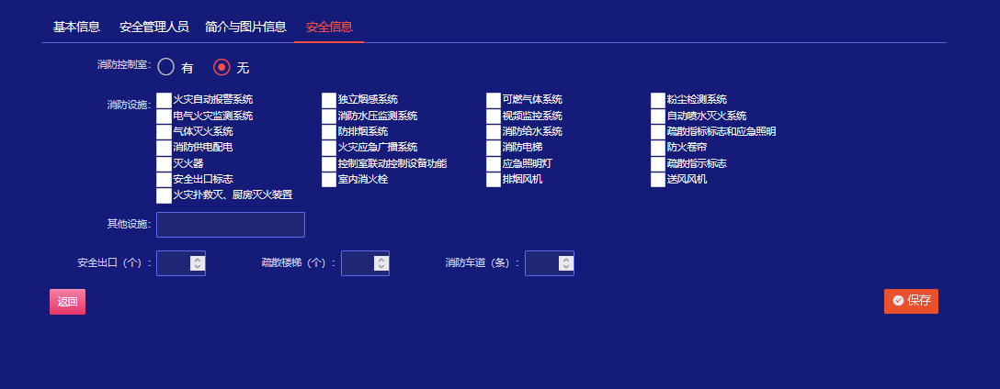 基本信息 安全管理人员 简介与图片信息 安全信息
消防控制室： 有 无
消防设施： 火灾自动报警系统 独立烟感系统 可燃气体系统 粉尘检测系统
电气火灾监测系统 消防水压监测系统 视频监控系统 自动喷水灭火系统
气体灭火系统 防排烟系统 消防给水系统 疏散指标标志和应急照明
消防供电配电 火灾应急广播系统 消防电梯 防火卷帘
灭火器 控制室联动控制设备功能 应急照明灯 疏散指示标志
安全出口标志 室内消火栓 排烟风机 送风风机
火灾扑救灭、厨房灭火装置
其他设施：
安全出口（个）： 疏散楼梯（个）： 消防车道（条）：
返回 保存